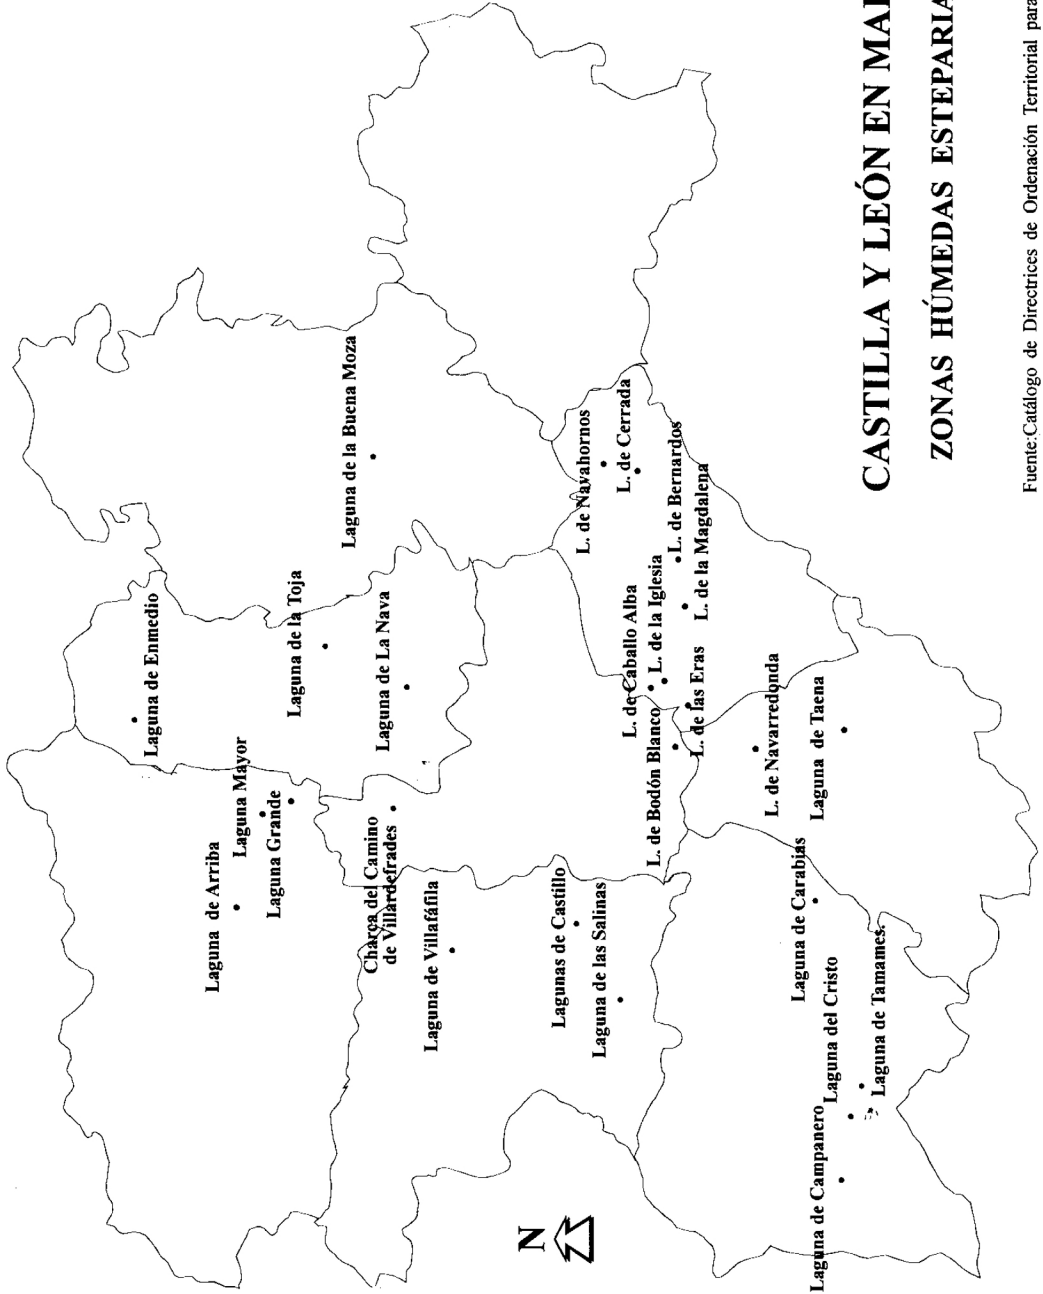 Laguna de Enmedio
Laguna de Arriba
Laguna Mayor
Laguna Grande
Laguna de la Toja
Laguna de la Buena Moza
Laguna de La Nava
Charca del Camino
de Villardefrades
Laguna de Villafáfila
Lagunas de Castillo
Laguna de las Salinas
L. de Navahornos
L. de Cerrada
L. de Caballo Alba
L. de la Iglesia
L. de Bernardos
L. de la Magdalena
L. de Bodón Blanco
L. de las Eras
L. de Navarredonda
Laguna de Taena
Laguna de Carabias
Laguna del Cristo
Laguna de Campanero
Laguna de Tamames.
N
CASTILLA Y LEÓN EN
ZONAS HÚMEDAS ESTEPARIA
Fuente:Catálogo de Directrices de Ordenación Territorial para